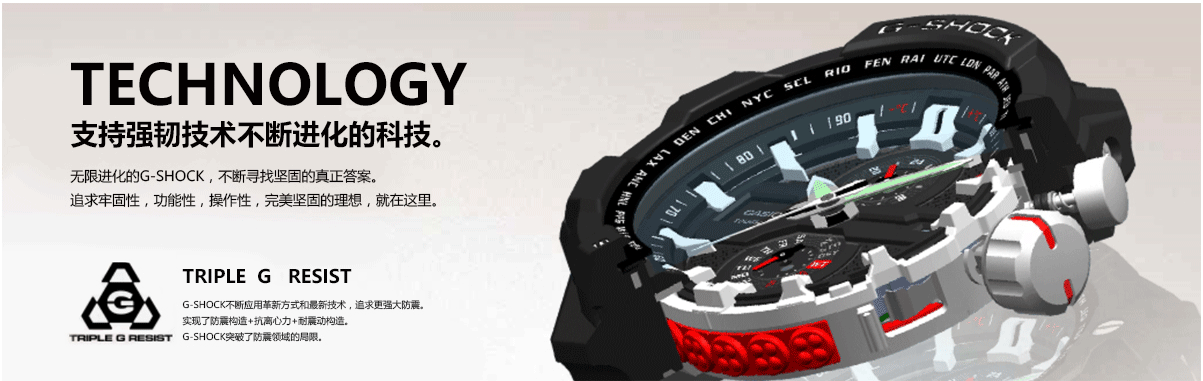 TECHNOLOGY
支持强韧技术不断进化的科技。
无限进化的G-SHOCK，不断寻找坚固的真正答案。
追求牢固性，功能性，操作性，完美坚固的理想，就在这里。
TRIPLE G RESIST
G-SHOCK不断应用革新方式和最新技术，追求更强大防震。
实现了防震构造+抗离心力+耐震动构造。
G-SHOCK突破了防震领域的局限。
G
TRIPLE G RESIST
G-SHOCK
HNL ANC LAX DEN CHI NYC SCL RIO FEN RAI UTC LDN PAR ATH
70
80
90
CASIO